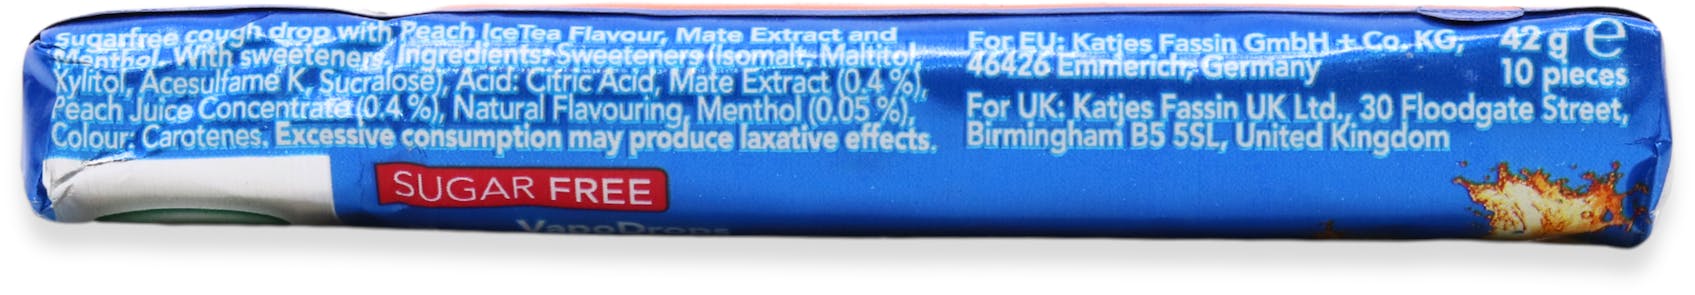 Sugarfree cough drop with Peach IceTea Flavour, Mate Extract and
Menthol. With sweeteners. Ingredients: Sweeteners (Isomalt, Maltitol,
Xylitol, Acesulfame K, Sucralose), Acid: Citric Acid, Mate Extract (0.4 %),
Peach Juice Concentrate (0.4 %), Natural Flavouring, Menthol (0.05 %),
Colour: Carotenes. Excessive consumption may produce laxative effects.
For EU: Katjes Fassin GmbH + Co. KG,
46426 Emmerich, Germany
For UK: Katjes Fassin UK Ltd., 30 Floodgate Street,
Birmingham B5 5SL, United Kingdom
42 g e
10 pieces
SUGAR FREE
VapoDrops